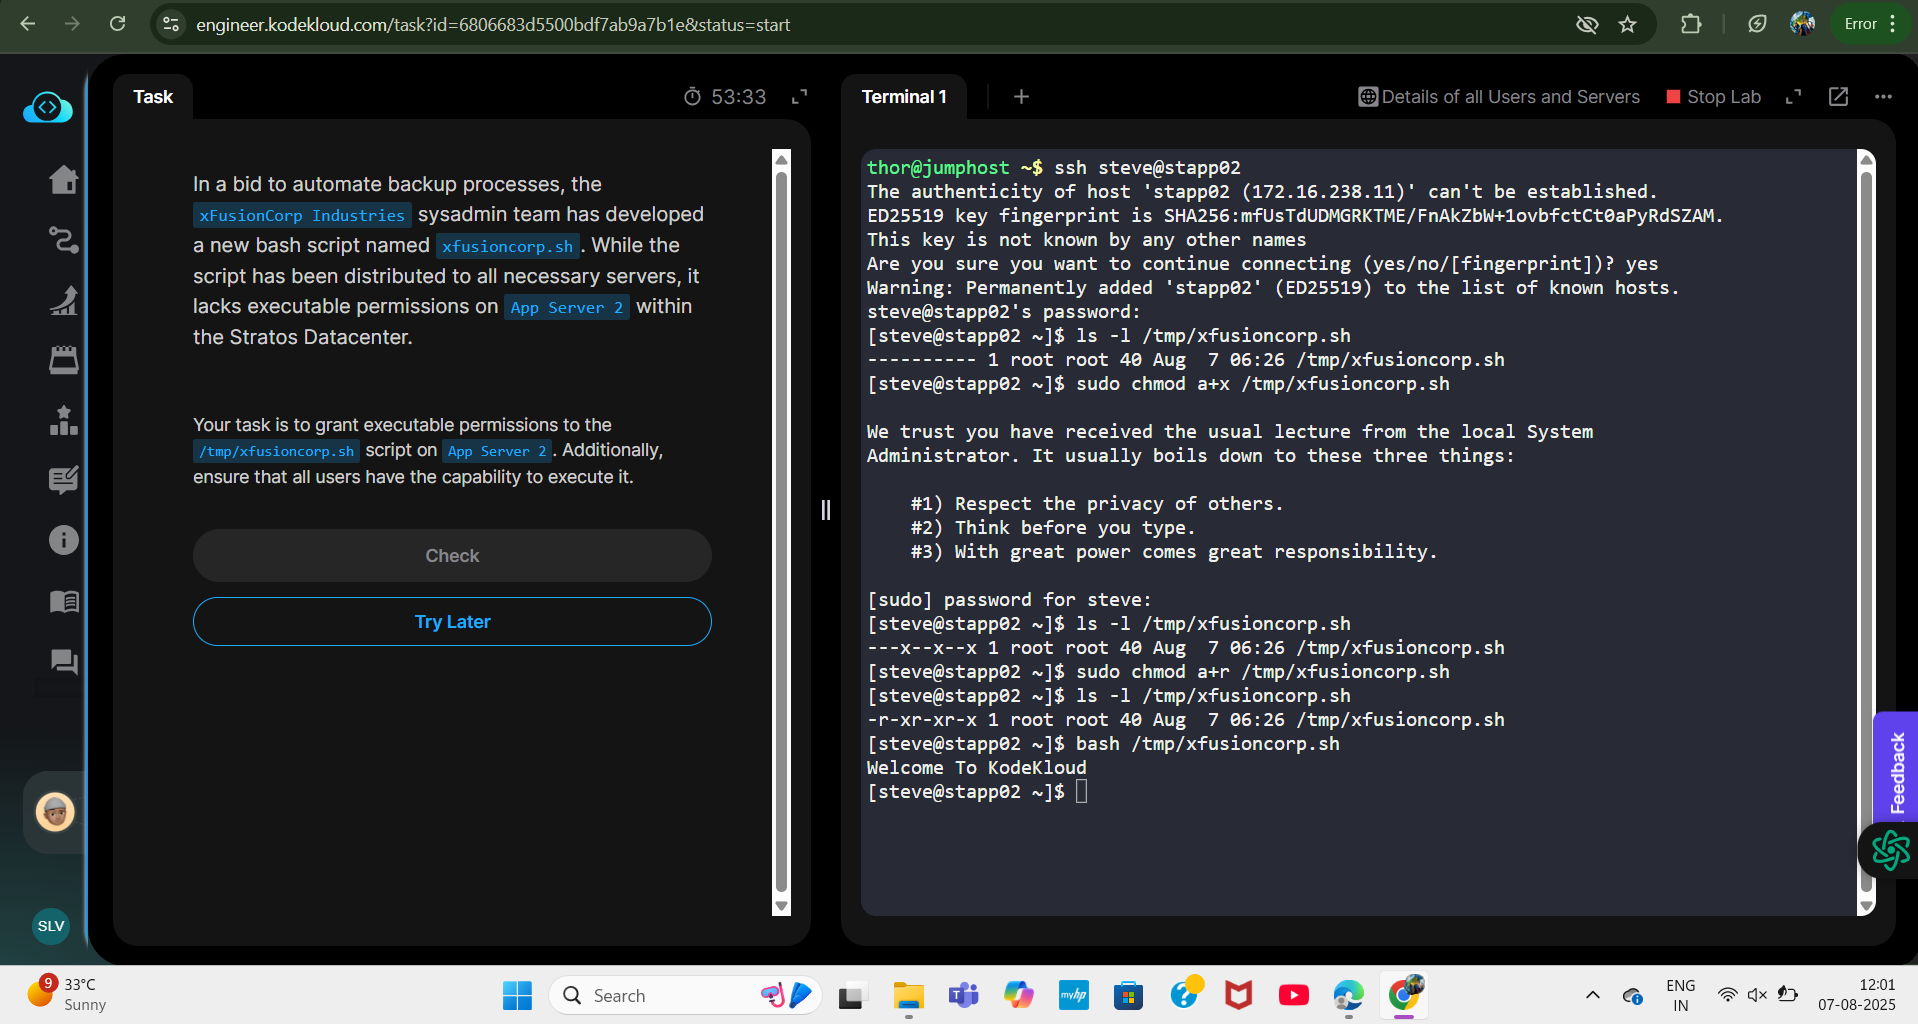 engineer.kodekloud.com/task?id=6806683d5500bdf7ab9a7b1e&status=start
Error
Task
53:33
In a bid to automate backup processes, the
xFusionCorp Industries sysadmin team has developed
a new bash script named xfusioncorp.sh. While the
script has been distributed to all necessary servers, it
lacks executable permissions on App Server 2 within
the Stratos Datacenter.
Your task is to grant executable permissions to the
/tmp/xfusioncorp.sh script on App Server 2. Additionally,
ensure that all users have the capability to execute it.
Check
Try Later
SLV
Terminal 1
Details of all Users and Servers
Stop Lab
thor@jumphost ~$ ssh steve@stapp02
The authenticity of host 'stapp02 (172.16.238.11)' can't be established.
ED25519 key fingerprint is SHA256:mfUsTdUDMGRKTME/FnAkZbW+1ovbfctCt0aPyRdSZAM.
This key is not known by any other names
Are you sure you want to continue connecting (yes/no/[fingerprint])? yes
Warning: Permanently added 'stapp02' (ED25519) to the list of known hosts.
steve@stapp02's password:
[steve@stapp02 ~]$ ls -l /tmp/xfusioncorp.sh
---------- 1 root root 40 Aug  7 06:26 /tmp/xfusioncorp.sh
[steve@stapp02 ~]$ sudo chmod a+x /tmp/xfusioncorp.sh
We trust you have received the usual lecture from the local System
Administrator. It usually boils down to these three things:
#1) Respect the privacy of others.
#2) Think before you type.
#3) With great power comes great responsibility.
[sudo] password for steve:
[steve@stapp02 ~]$ ls -l /tmp/xfusioncorp.sh
---x--x--x 1 root root 40 Aug  7 06:26 /tmp/xfusioncorp.sh
[steve@stapp02 ~]$ sudo chmod a+r /tmp/xfusioncorp.sh
[steve@stapp02 ~]$ ls -l /tmp/xfusioncorp.sh
-r-xr-xr-x 1 root root 40 Aug  7 06:26 /tmp/xfusioncorp.sh
[steve@stapp02 ~]$ bash /tmp/xfusioncorp.sh
Welcome To KodeKloud
[steve@stapp02 ~]$
Feedback
9
33°C
Sunny
Search
myhp
ENG
IN
12:01
07-08-2025